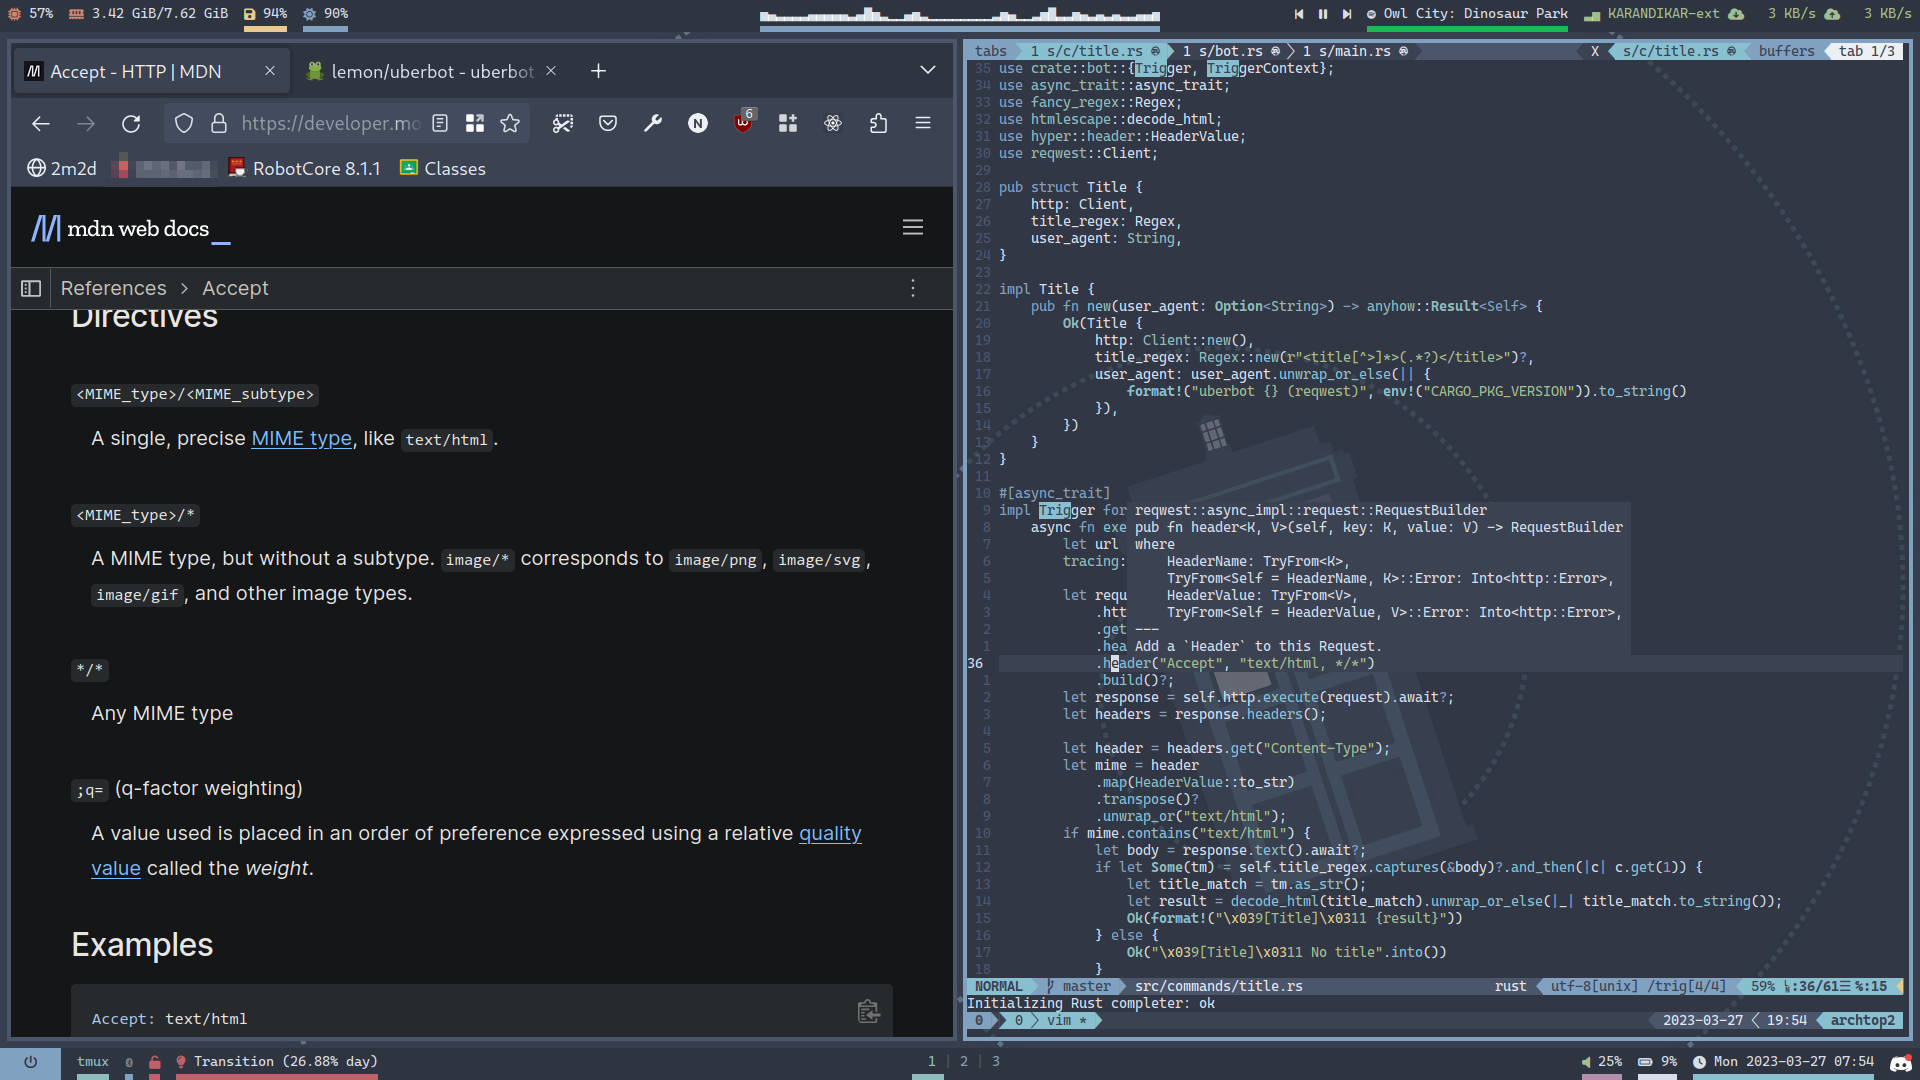 57% 3.42 GiB/7.62 GiB 94% 90%
Owl City: Dinosaur Park KARANDIKAR-ext 3 KB/s 3 KB/s
Accept - HTTP | MDN
lemon/uberbot - uberbot
https://developer.mo
6
2m2d
RobotCore 8.1.1
Classes
mdn web docs
References > Accept
Directives
<MIME_type>/<MIME_subtype>
A single, precise MIME type, like text/html.
<MIME_type>/*
A MIME type, but without a subtype. image/* corresponds to image/png, image/svg,
image/gif, and other image types.
*/*
Any MIME type
;q= (q-factor weighting)
A value used is placed in an order of preference expressed using a relative quality
value called the weight.
Examples
Accept: text/html
tabs 1 s/c/title.rs 1 s/bot.rs 1 s/main.rs X s/c/title.rs buffers tab 1/3
35 use crate::bot::{Trigger, TriggerContext};
34 use async_trait::async_trait;
33 use fancy_regex::Regex;
32 use htmlescape::decode_html;
31 use hyper::header::HeaderValue;
30 use reqwest::Client;
29
28 pub struct Title {
27     http: Client,
26     title_regex: Regex,
25     user_agent: String,
24 }
23
22 impl Title {
21     pub fn new(user_agent: Option<String>) -> anyhow::Result<Self> {
20         Ok(Title {
19             http: Client::new(),
18             title_regex: Regex::new(r"<title[^>]*>(.*?)</title>")?,
17             user_agent: user_agent.unwrap_or_else(|| {
16                 format!("uberbot {} (reqwest)", env!("CARGO_PKG_VERSION")).to_string()
15             }),
14         })
13     }
12 }
11
10 #[async_trait]
9 impl Trigger for reqwest::async_impl::request::RequestBuilder
8     async fn exe pub fn header<K, V>(self, key: K, value: V) -> RequestBuilder
7         let url where
6         tracing:     HeaderName: TryFrom<K>,
5     TryFrom<Self = HeaderName, K>::Error: Into<http::Error>,
4         let requ     HeaderValue: TryFrom<V>,
3             .htt     TryFrom<Self = HeaderValue, V>::Error: Into<http::Error>,
2             .get ---
1             .hea Add a `Header` to this Request.
36             .header("Accept", "text/html, */*")
1             .build()?;
2         let response = self.http.execute(request).await?;
3         let headers = response.headers();
4
5         let header = headers.get("Content-Type");
6         let mime = header
7             .map(HeaderValue::to_str)
8             .transpose()?
9             .unwrap_or("text/html");
10         if mime.contains("text/html") {
11             let body = response.text().await?;
12             if let Some(tm) = self.title_regex.captures(&body)?.and_then(|c| c.get(1)) {
13                 let title_match = tm.as_str();
14                 let result = decode_html(title_match).unwrap_or_else(|_| title_match.to_string());
15                 Ok(format!("\x039[Title]\x0311 {result}"))
16             } else {
17                 Ok("\x039[Title]\x0311 No title".into())
18             }
NORMAL master src/commands/title.rs rust utf-8[unix] /trig[4/4] 59% :36/61 %:15
Initializing Rust completer: ok
0 0 vim * 2023-03-27 19:54 archtop2
tmux 0 Transition (26.88% day) 1 | 2 | 3 25% 9% Mon 2023-03-27 07:54